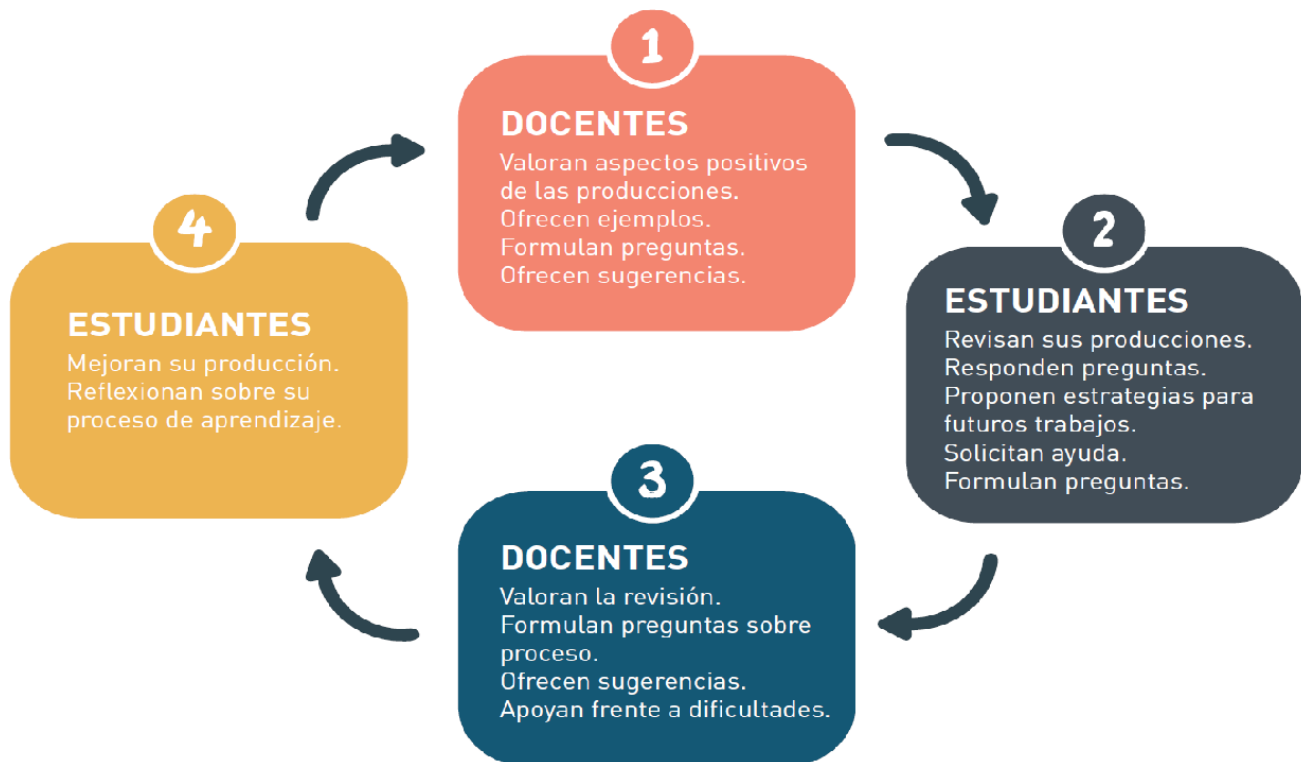 1
DOCENTES
Valoran aspectos positivos
de las producciones.
Ofrecen ejemplos.
Formulan preguntas.
Ofrecen sugerencias.
2
ESTUDIANTES
Revisan sus producciones.
Responden preguntas.
Proponen estrategias para
futuros trabajos.
Solicitan ayuda.
Formulan preguntas.
3
DOCENTES
Valoran la revisión.
Formulan preguntas sobre
proceso.
Ofrecen sugerencias.
Apoyan frente a dificultades.
4
ESTUDIANTES
Mejoran su producción.
Reflexionan sobre su
proceso de aprendizaje.